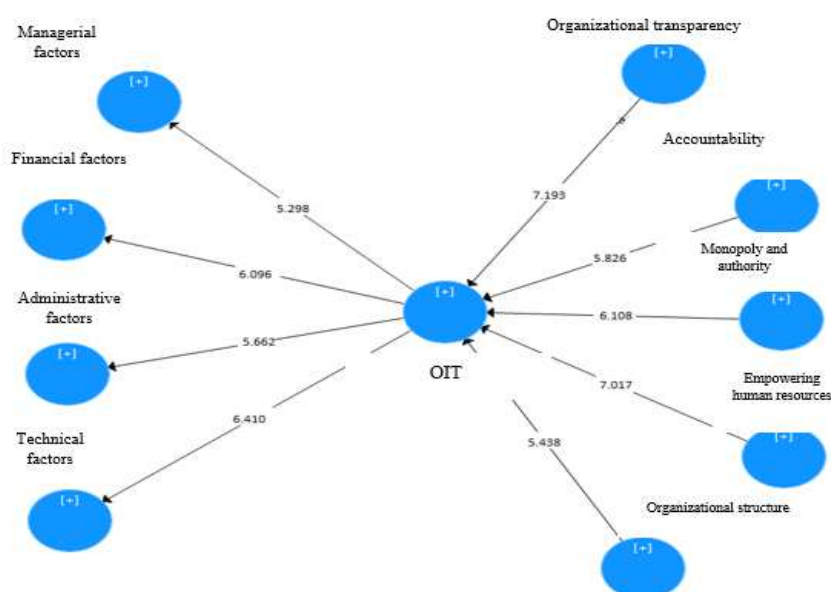 Managerial
factors
[+]
Financial factors
[+]
Administrative
factors
[+]
Technical
factors
[+]
5.298
6.096
5.662
6.410
[+]
OIT
Organizational transparency
[+]
7.193
Accountability
[+]
5.826
Monopoly and
authority
[+]
6.108
Empowering
human resources
[+]
7.017
Organizational structure
[+]
5.438